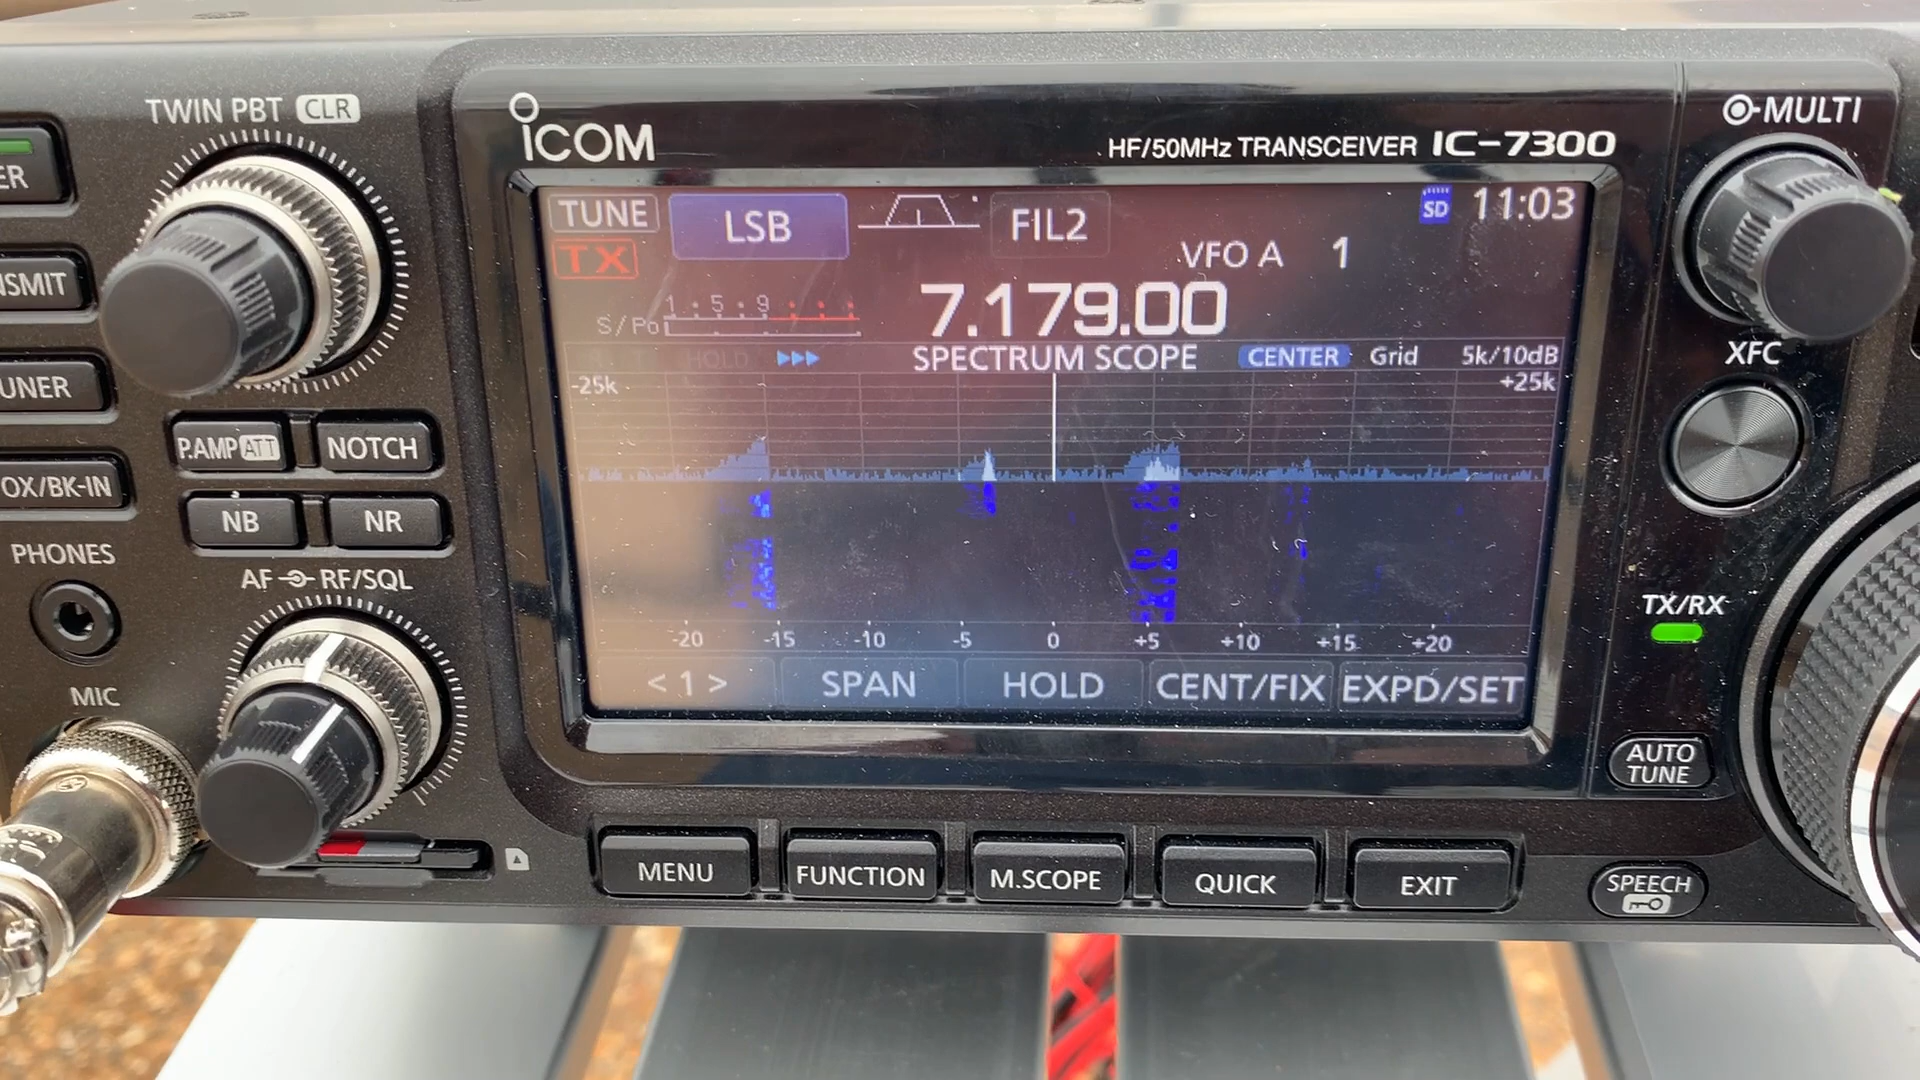 TWIN PBT CLR
ER
NSMIT
UNER
P.AMP ATT NOTCH
OX/BK-IN
NB NR
PHONES
AF RF/SQL
MIC
ICOM
HF/50MHz TRANSCEIVER IC-7300
TUNE LSB FIL2 SD 11:03
TX VFO A 1
1 5 9
S/Po 7.179.00
HOLD SPECTRUM SCOPE CENTER Grid 5k/10dB
-25k +25k
-20 -15 -10 -5 0 +5 +10 +15 +20
< 1 > SPAN HOLD CENT/FIX EXPD/SET
MENU FUNCTION M.SCOPE QUICK EXIT
MULTI
XFC
TX/RX
AUTO
TUNE
SPEECH